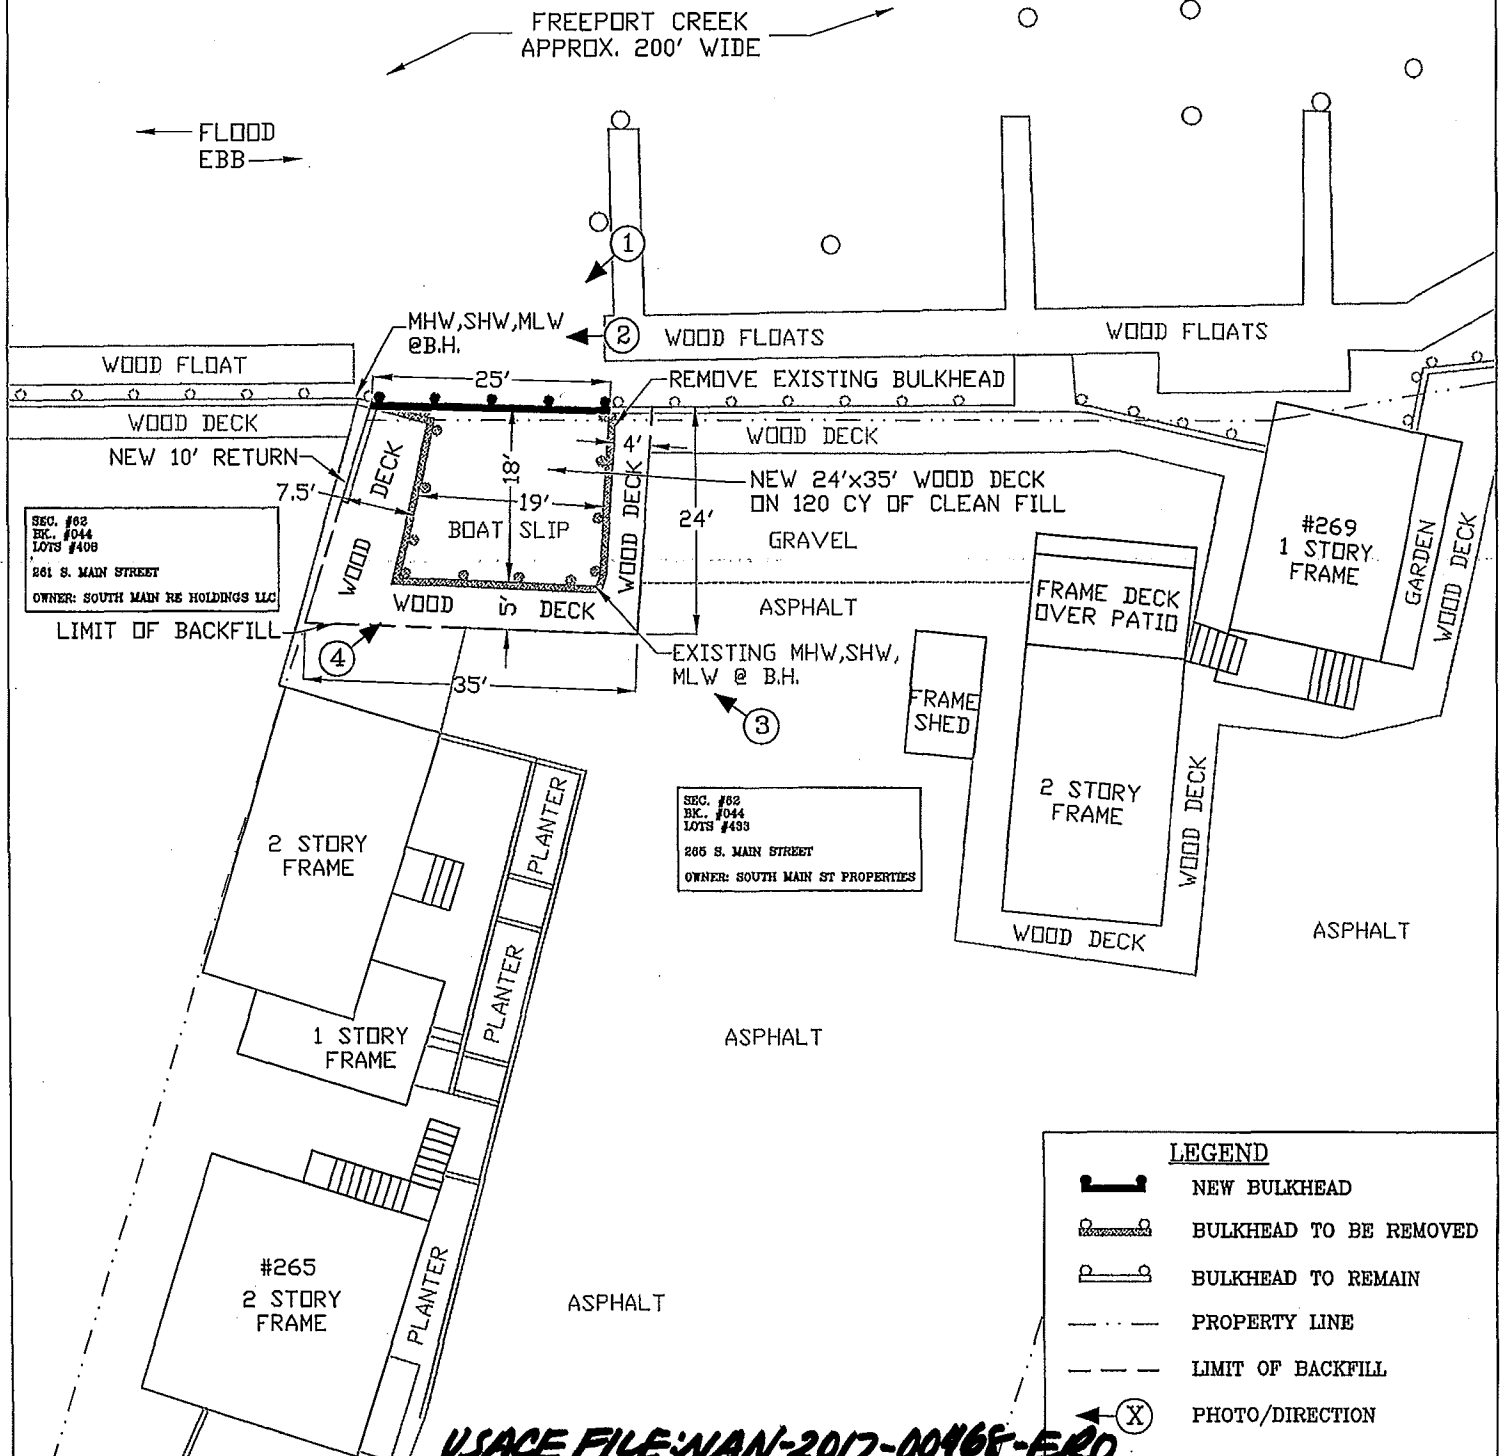 FREEPORT CREEK
APPROX. 200' WIDE
FLOOD
EBB
1
MHW,SHW,MLW
@B.H.
2
WOOD FLOATS
WOOD FLOATS
WOOD FLOAT
25'
REMOVE EXISTING BULKHEAD
WOOD DECK
4'
WOOD DECK
NEW 10' RETURN
DECK
18'
NEW 24'x35' WOOD DECK
ON 120 CY OF CLEAN FILL
7.5'
19'
24'
BOAT SLIP
WOOD DECK
GRAVEL
#269
1 STORY
FRAME
GARDEN
WOOD DECK
SEC. #62
BK. #044
LOTS #408
261 S. MAIN STREET
OWNER: SOUTH MAIN RE HOLDINGS LLC
WOOD
WOOD
5'
DECK
ASPHALT
FRAME DECK
OVER PATIO
LIMIT OF BACKFILL
4
EXISTING MHW,SHW,
MLW @ B.H.
35'
3
FRAME
SHED
SEC. #62
BK. #044
LOTS #433
265 S. MAIN STREET
OWNER: SOUTH MAIN ST PROPERTIES
2 STORY
FRAME
WOOD DECK
2 STORY
FRAME
PLANTER
WOOD DECK
ASPHALT
PLANTER
1 STORY
FRAME
ASPHALT
#265
2 STORY
FRAME
PLANTER
ASPHALT
LEGEND
NEW BULKHEAD
BULKHEAD TO BE REMOVED
BULKHEAD TO REMAIN
PROPERTY LINE
LIMIT OF BACKFILL
X PHOTO/DIRECTION
USACE FILE: NAN-2017-00468-ERO